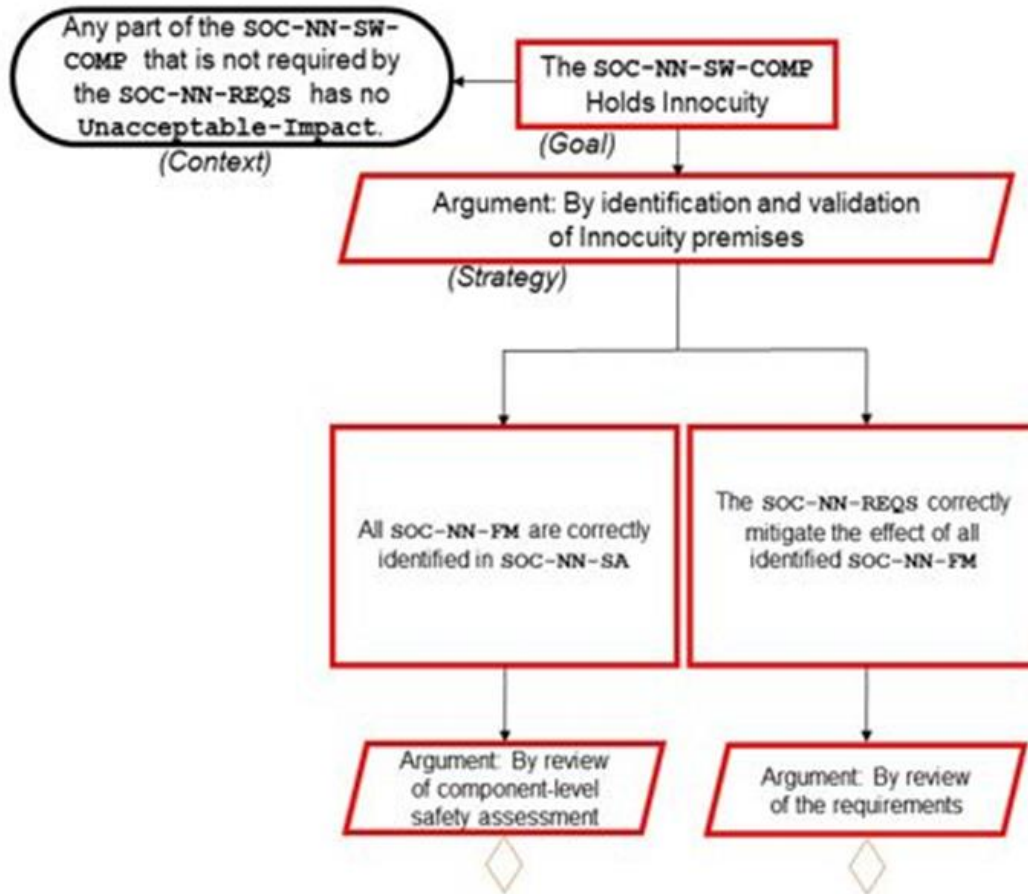 Any part of the SOC-NN-SW-
COMP that is not required by
the SOC-NN-REQS has no
Unacceptable-Impact.
(Context)
The SOC-NN-SW-COMP
Holds Innocuity
(Goal)
Argument: By identification and validation
of Innocuity premises
(Strategy)
All SOC-NN-FM are correctly
identified in SOC-NN-SA
The SOC-NN-REQS correctly
mitigate the effect of all
identified SOC-NN-FM
Argument: By review
of component-level
safety assessment
Argument: By review
of the requirements